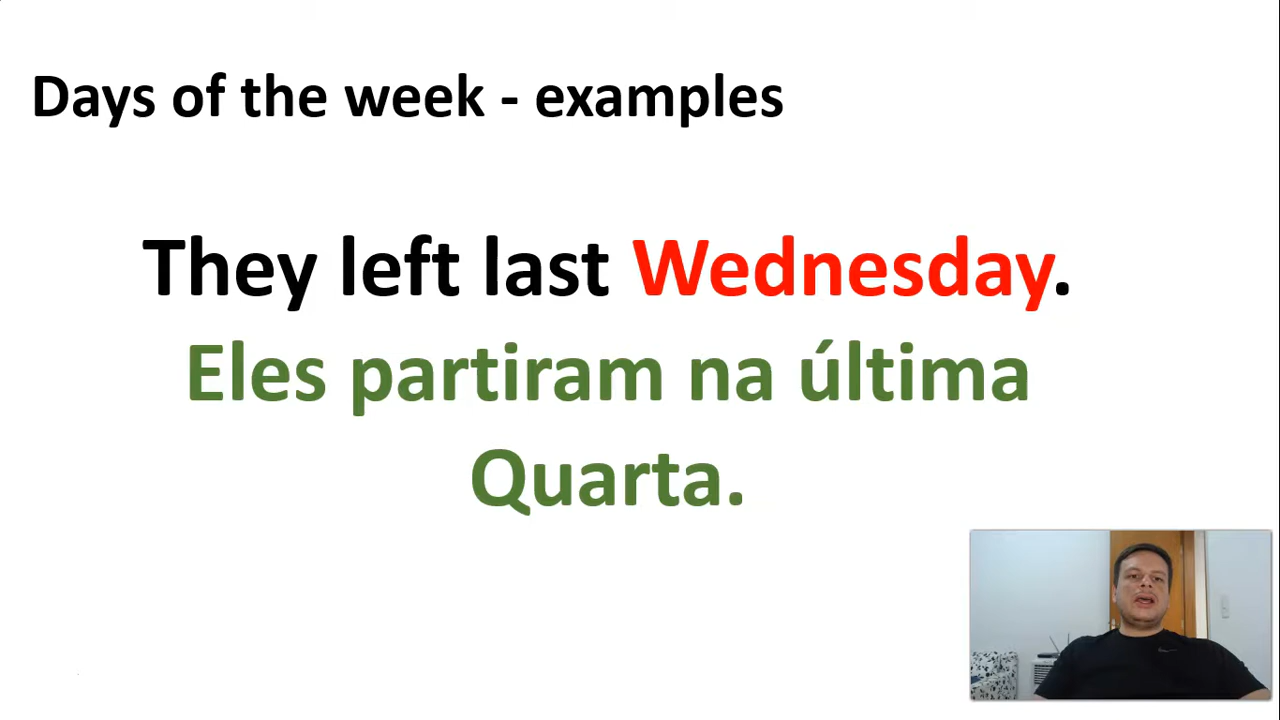 Days of the week - examples
They left last Wednesday.
Eles partiram na última
Quarta.